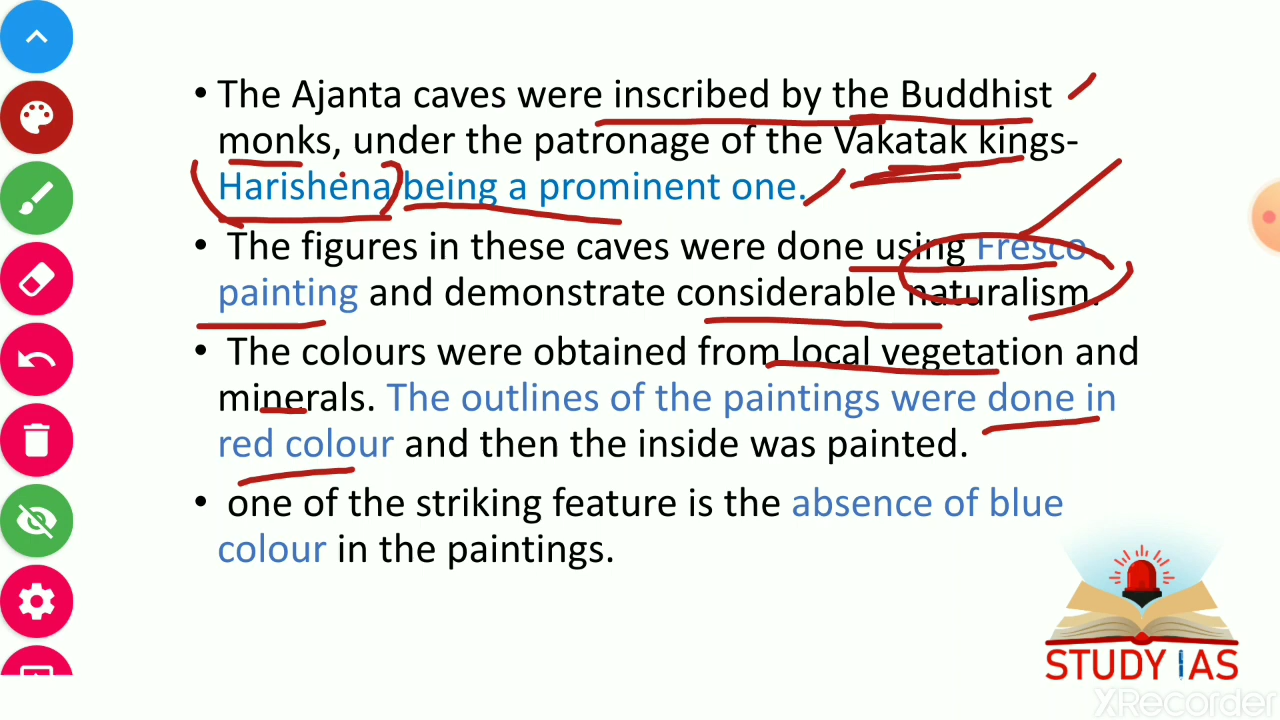 • The Ajanta caves were inscribed by the Buddhist
monks, under the patronage of the Vakatak kings-
Harishena being a prominent one.
• The figures in these caves were done using Fresco
painting and demonstrate considerable naturalism.
• The colours were obtained from local vegetation and
minerals. The outlines of the paintings were done in
red colour and then the inside was painted.
• one of the striking feature is the absence of blue
colour in the paintings.
STUDY IAS
XRecorder